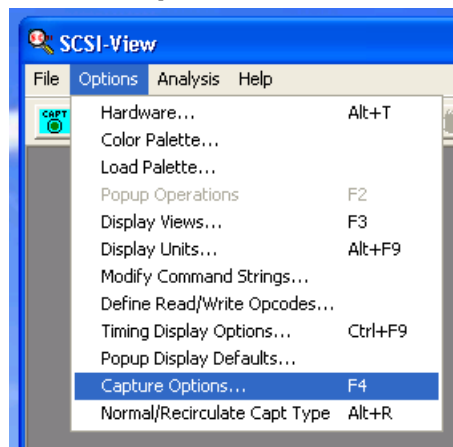 SCSI-View
File Options Analysis Help
CAPT
Hardware... Alt+T
Color Palette...
Load Palette...
Popup Operations F2
Display Views... F3
Display Units... Alt+F9
Modify Command Strings...
Define Read/Write Opcodes...
Timing Display Options... Ctrl+F9
Popup Display Defaults...
Capture Options... F4
Normal/Recirculate Capt Type Alt+R